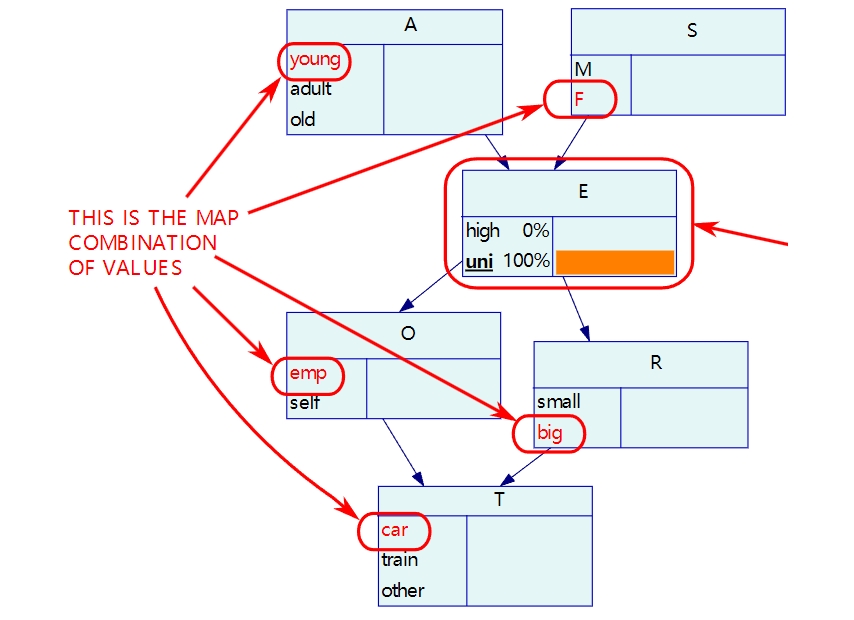 A
young
adult
old
S
M
F
THIS IS THE MAP
COMBINATION
OF VALUES
E
high 0%
uni 100%
O
emp
self
R
small
big
T
car
train
other